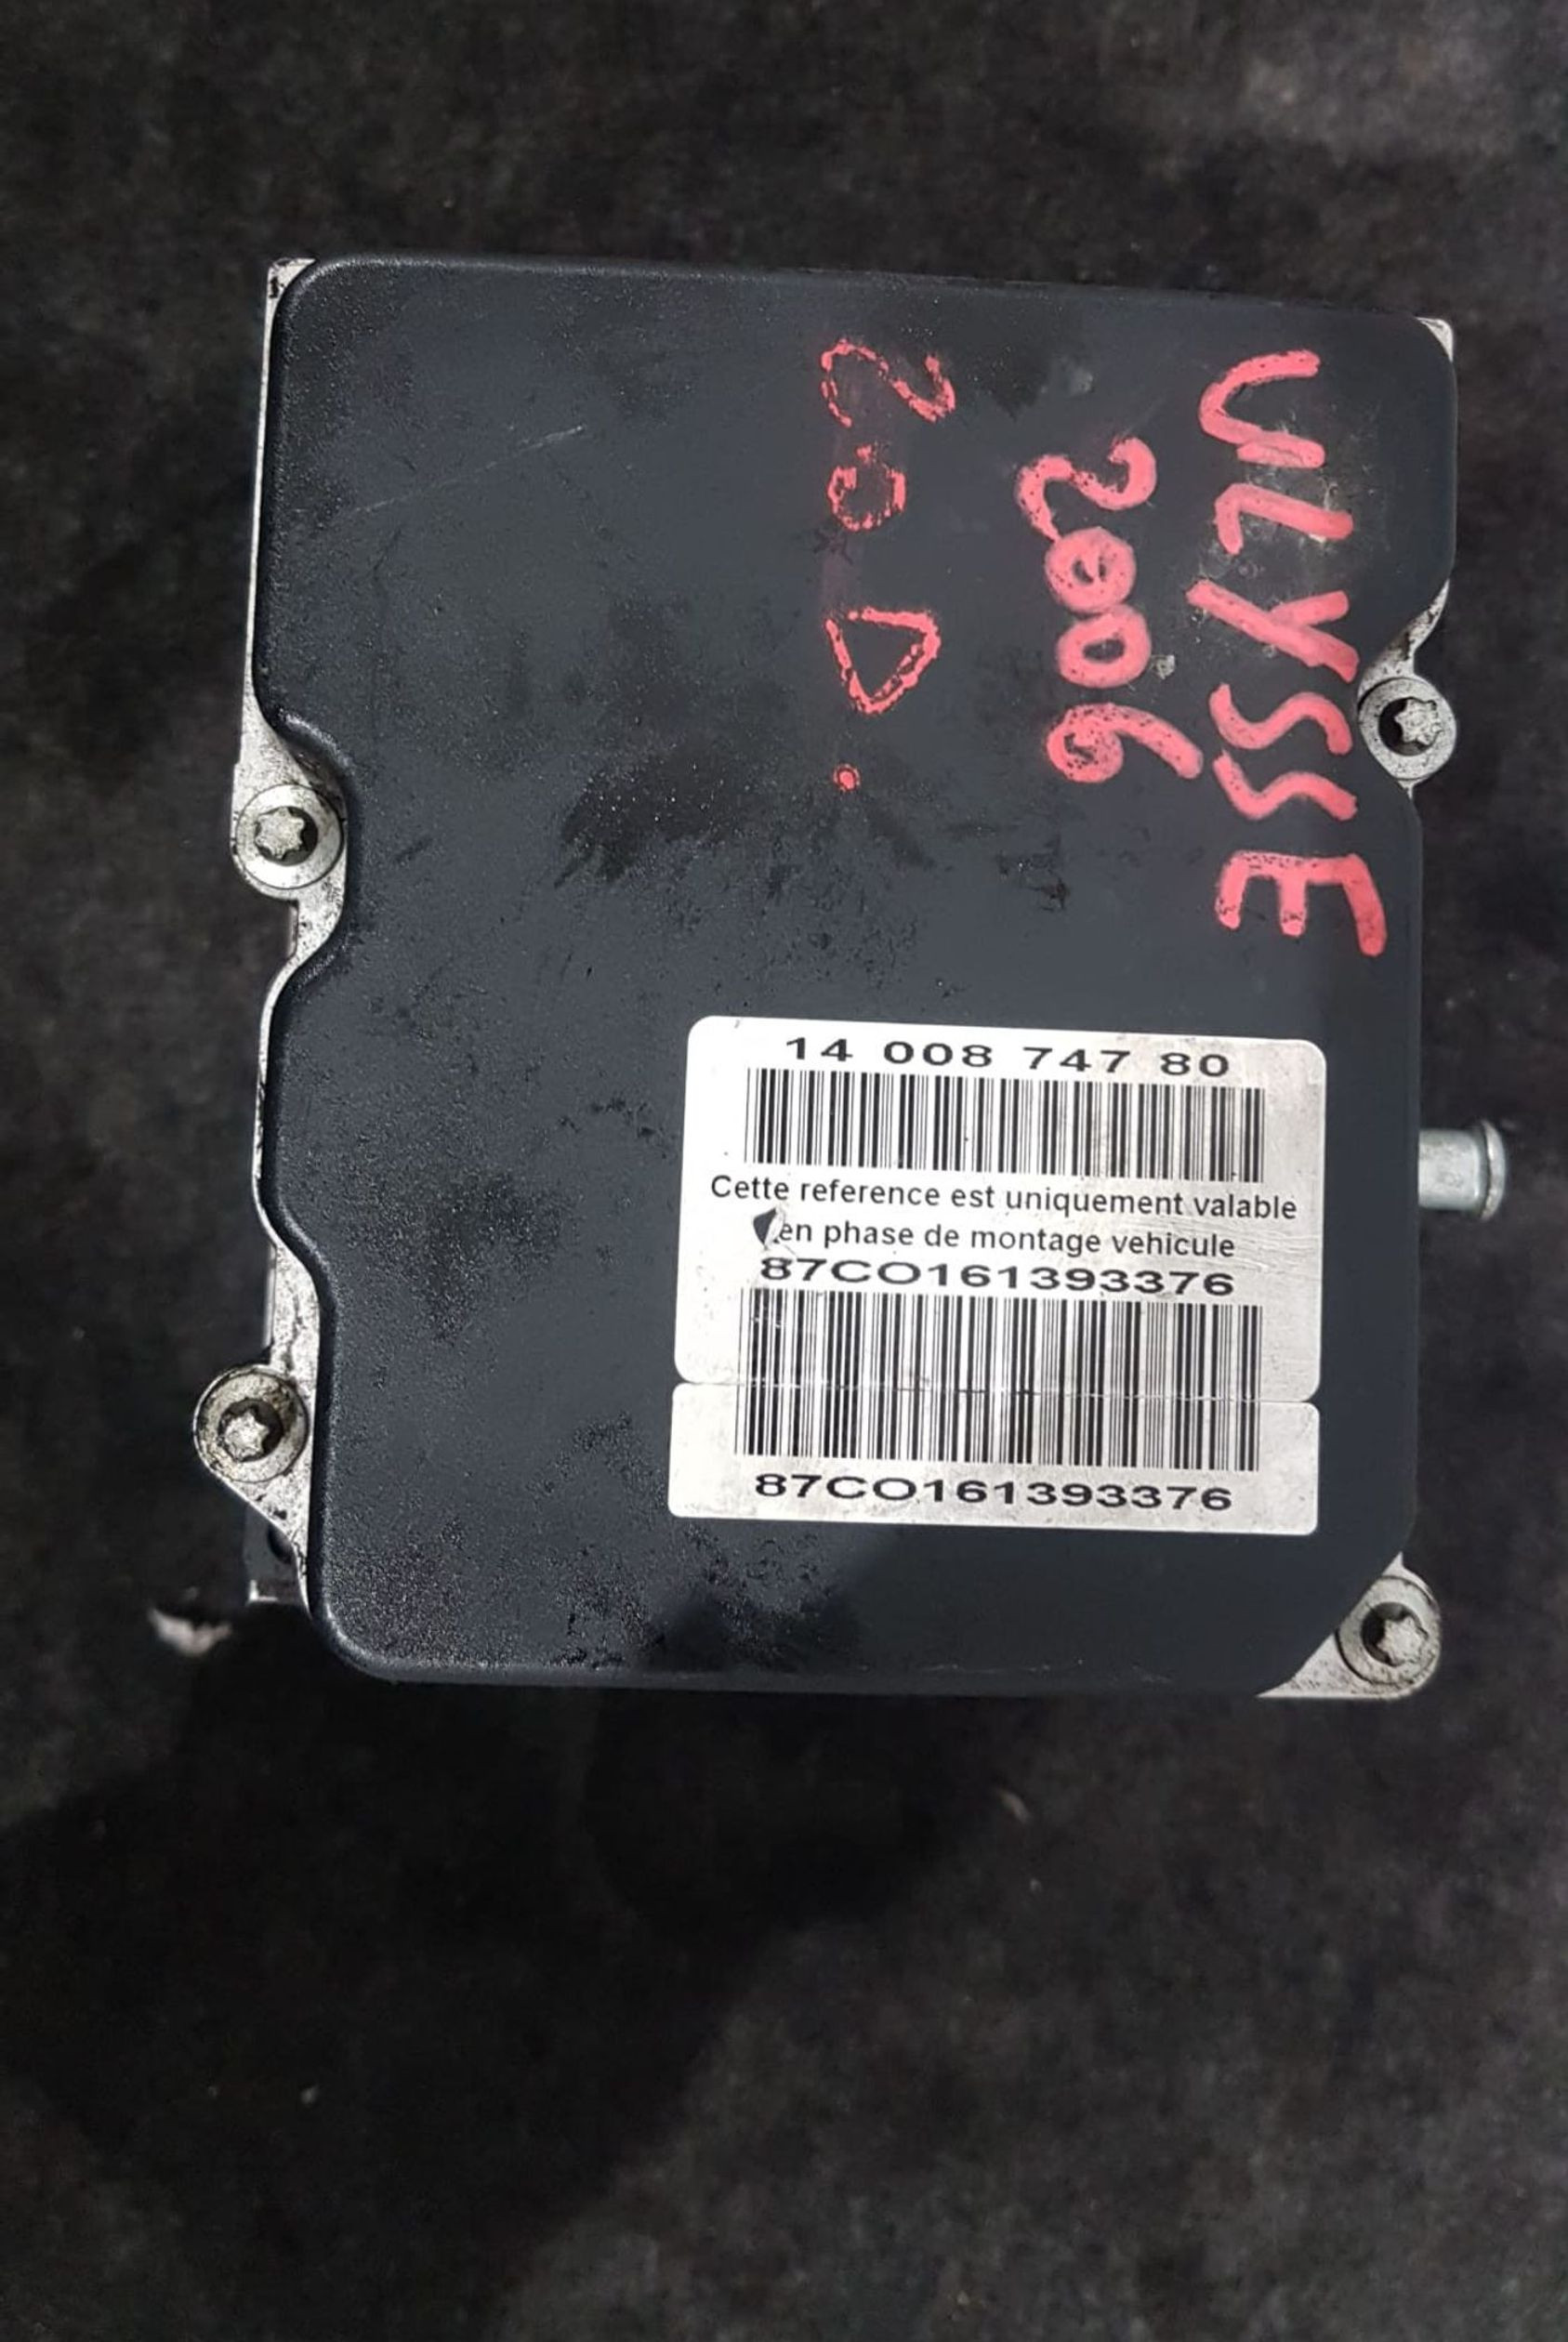 ULYSSE
2006
2.0 D.
14 008 747 80
Cette reference est uniquement valable
en phase de montage vehicule
87CO161393376
87CO161393376